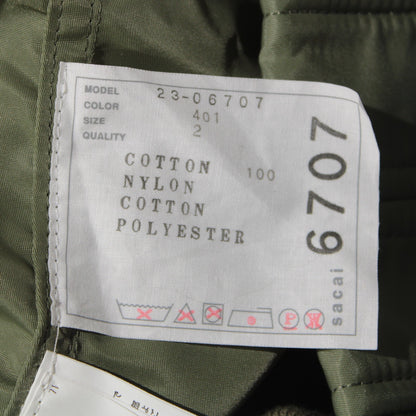 MODEL 23-06707
COLOR 401
SIZE 2
QUALITY
COTTON 100
NYLON
COTTON
POLYESTER
P W
sacai 6707